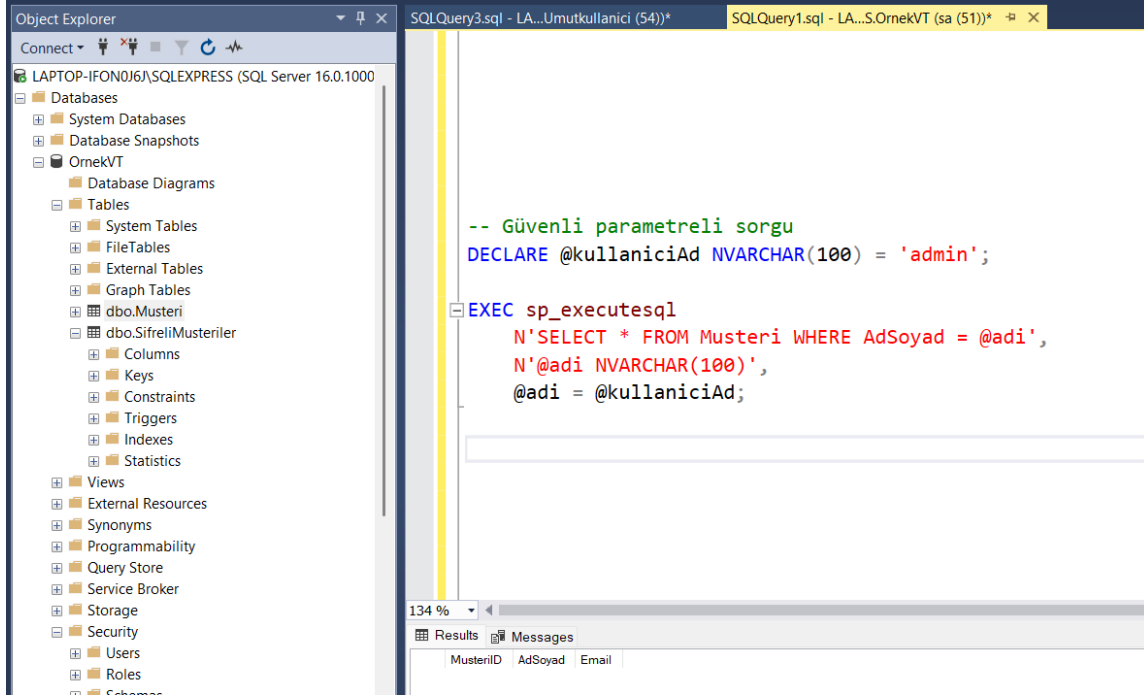 Object Explorer
Connect
LAPTOP-IFON0J6J\SQLEXPRESS (SQL Server 16.0.1000
Databases
System Databases
Database Snapshots
OrnekVT
Database Diagrams
Tables
System Tables
FileTables
External Tables
Graph Tables
dbo.Musteri
dbo.SifreliMusteriler
Columns
Keys
Constraints
Triggers
Indexes
Statistics
Views
External Resources
Synonyms
Programmability
Query Store
Service Broker
Storage
Security
Users
Roles
Schemas
SQLQuery3.sql - LA...Umutkullanici (54))*
SQLQuery1.sql - LA...S.OrnekVT (sa (51))*
-- Güvenli parametreli sorgu
DECLARE @kullaniciAd NVARCHAR(100) = 'admin';
EXEC sp_executesql
N'SELECT * FROM Musteri WHERE AdSoyad = @adi',
N'@adi NVARCHAR(100)',
@adi = @kullaniciAd;
134 %
Results Messages
MusteriID AdSoyad Email